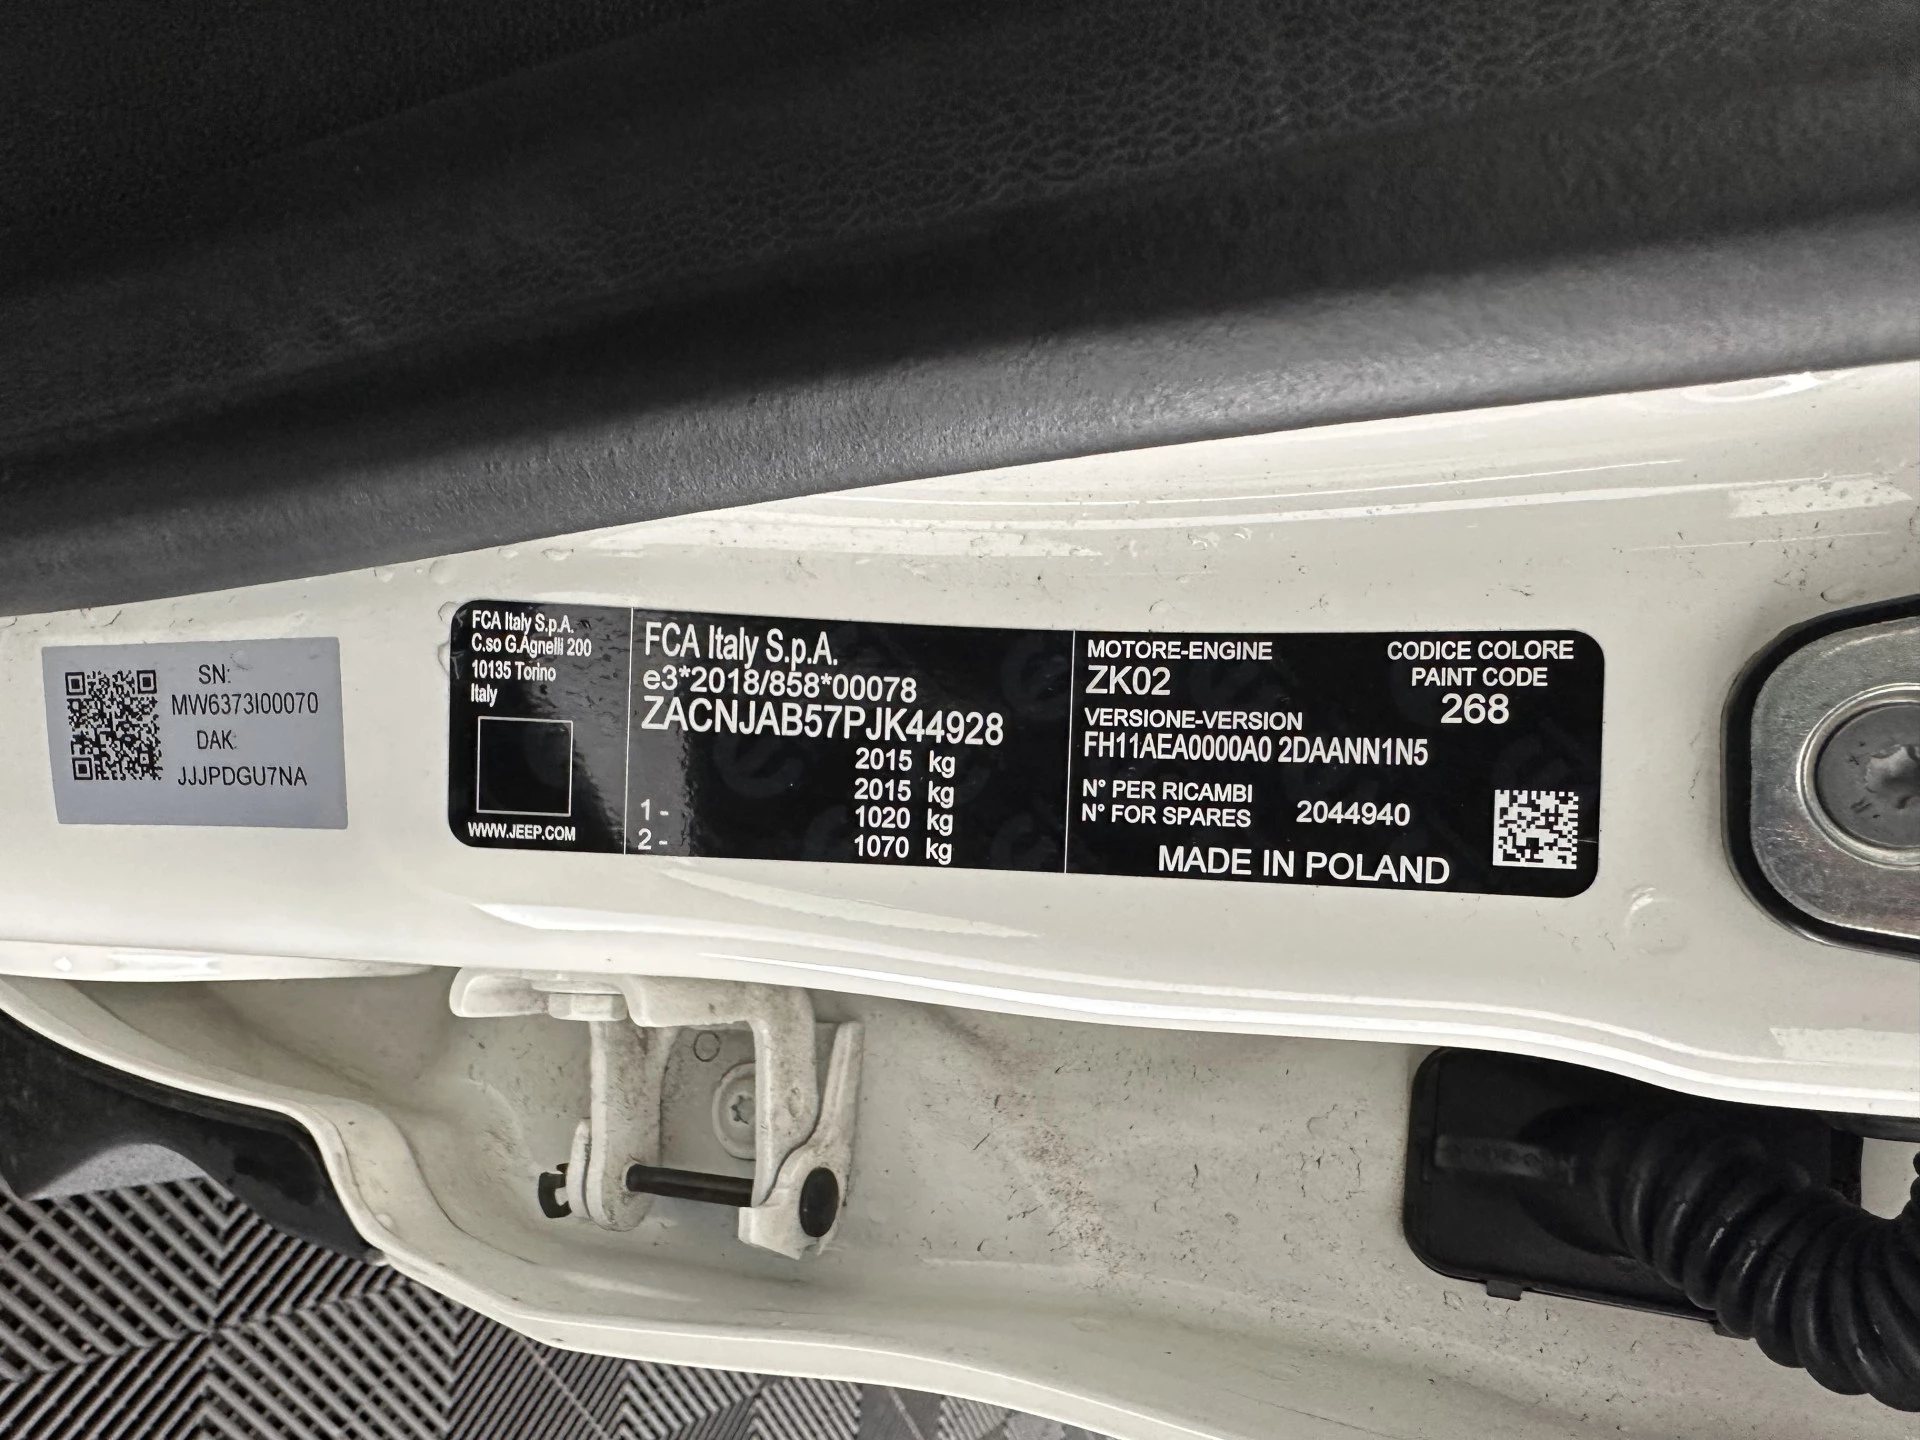 SN:
MW6373I00070
DAK:
JJJPDGU7NA
FCA Italy S.p.A.
C.so G.Agnelli 200
10135 Torino
Italy
WWW.JEEP.COM
FCA Italy S.p.A.
e3*2018/858*00078
ZACNJAB57PJK44928
2015 kg
2015 kg
1 - 1020 kg
2 - 1070 kg
MOTORE-ENGINE
ZK02
VERSIONE-VERSION
FH11AEA0000A0 2DAANN1N5
N° PER RICAMBI
N° FOR SPARES 2044940
CODICE COLORE
PAINT CODE
268
MADE IN POLAND